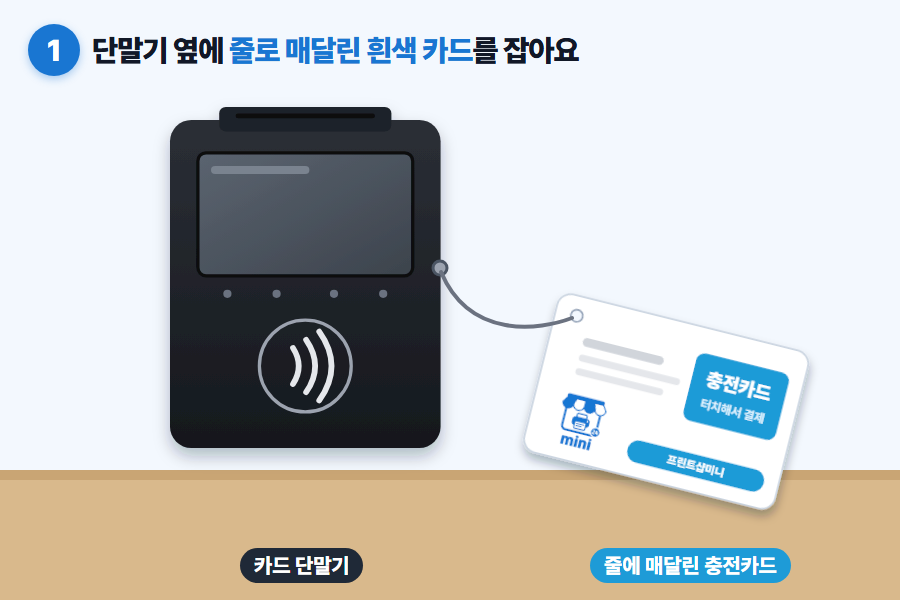 1 단말기 옆에 줄로 매달린 흰색 카드를 잡아요
충전카드
터치해서 결제
mini
프린트샵미니
카드 단말기
줄에 매달린 충전카드